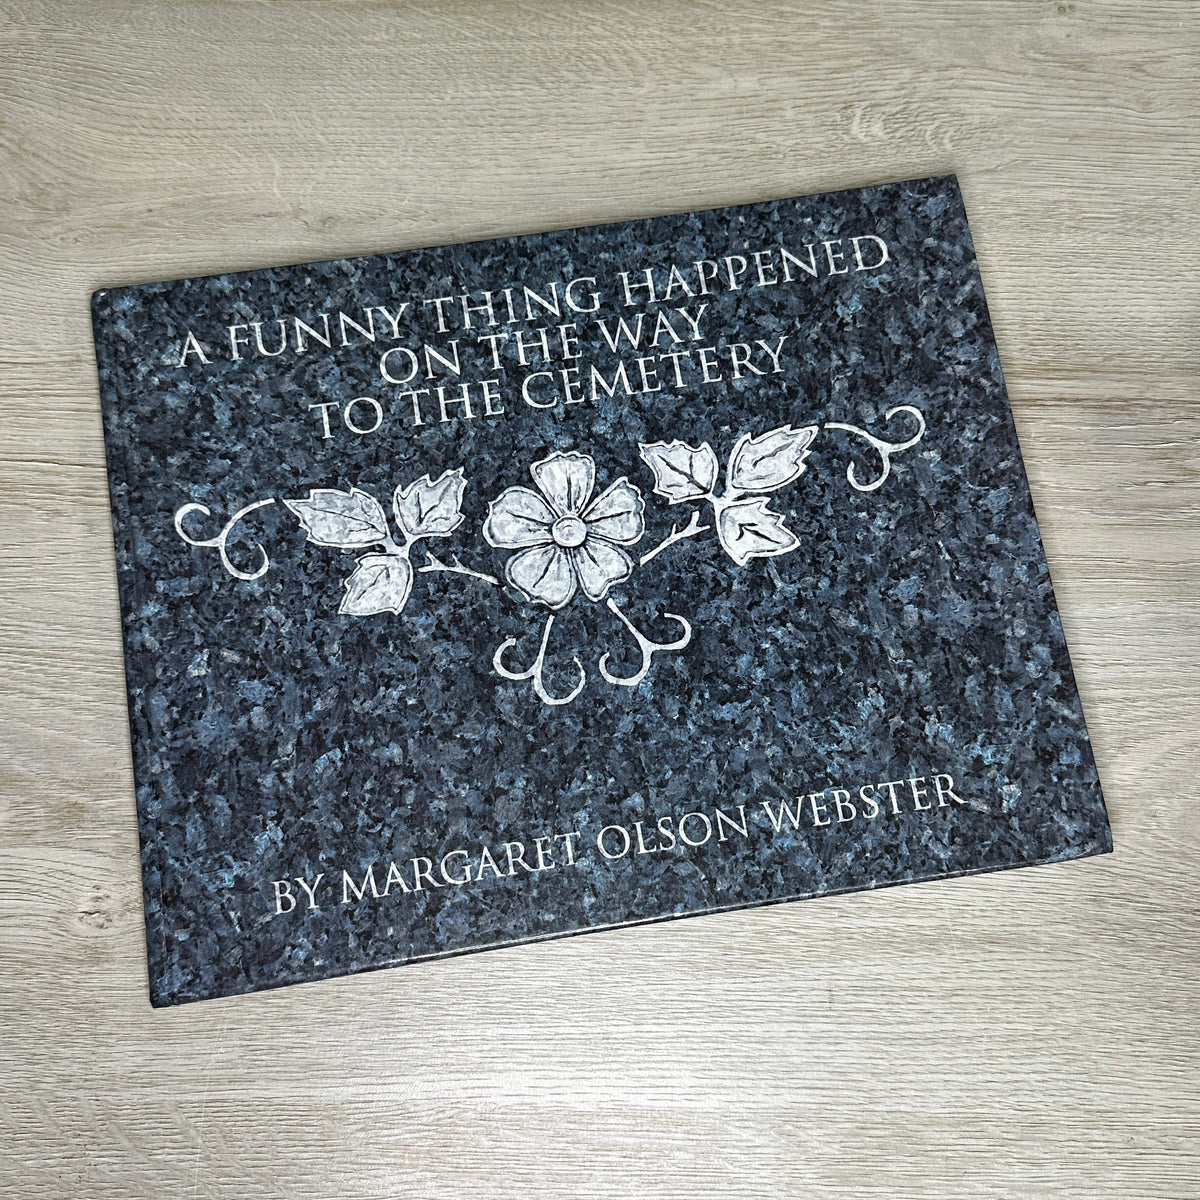 A FUNNY THING HAPPENED
ON THE WAY
TO THE CEMETERY
BY MARGARET OLSON WEBSTER